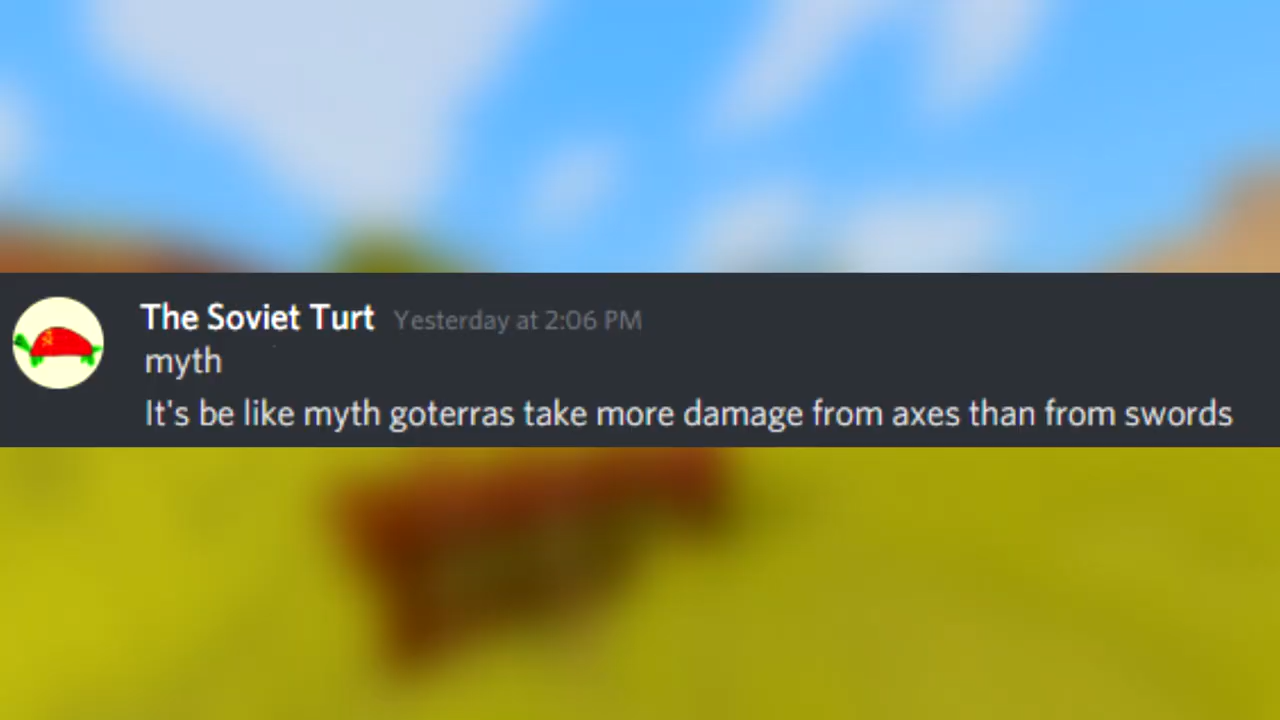 The Soviet Turt Yesterday at 2:06 PM
myth
It's be like myth goterras take more damage from axes than from swords